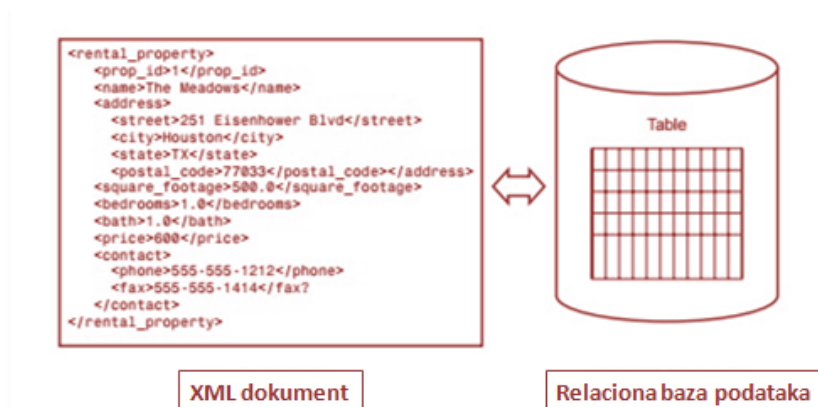 <rental_property>
<prop_id>1</prop_id>
<name>The Meadows</name>
<address>
<street>251 Eisenhower Blvd</street>
<city>Houston</city>
<state>TX</state>
<postal_code>77033</postal_code></address>
<square_footage>500.0</square_footage>
<bedrooms>1.0</bedrooms>
<bath>1.0</bath>
<price>600</price>
<contact>
<phone>555-555-1212</phone>
<fax>555-555-1414</fax?
</contact>
</rental_property>
Table
XML dokument
Relaciona baza podataka